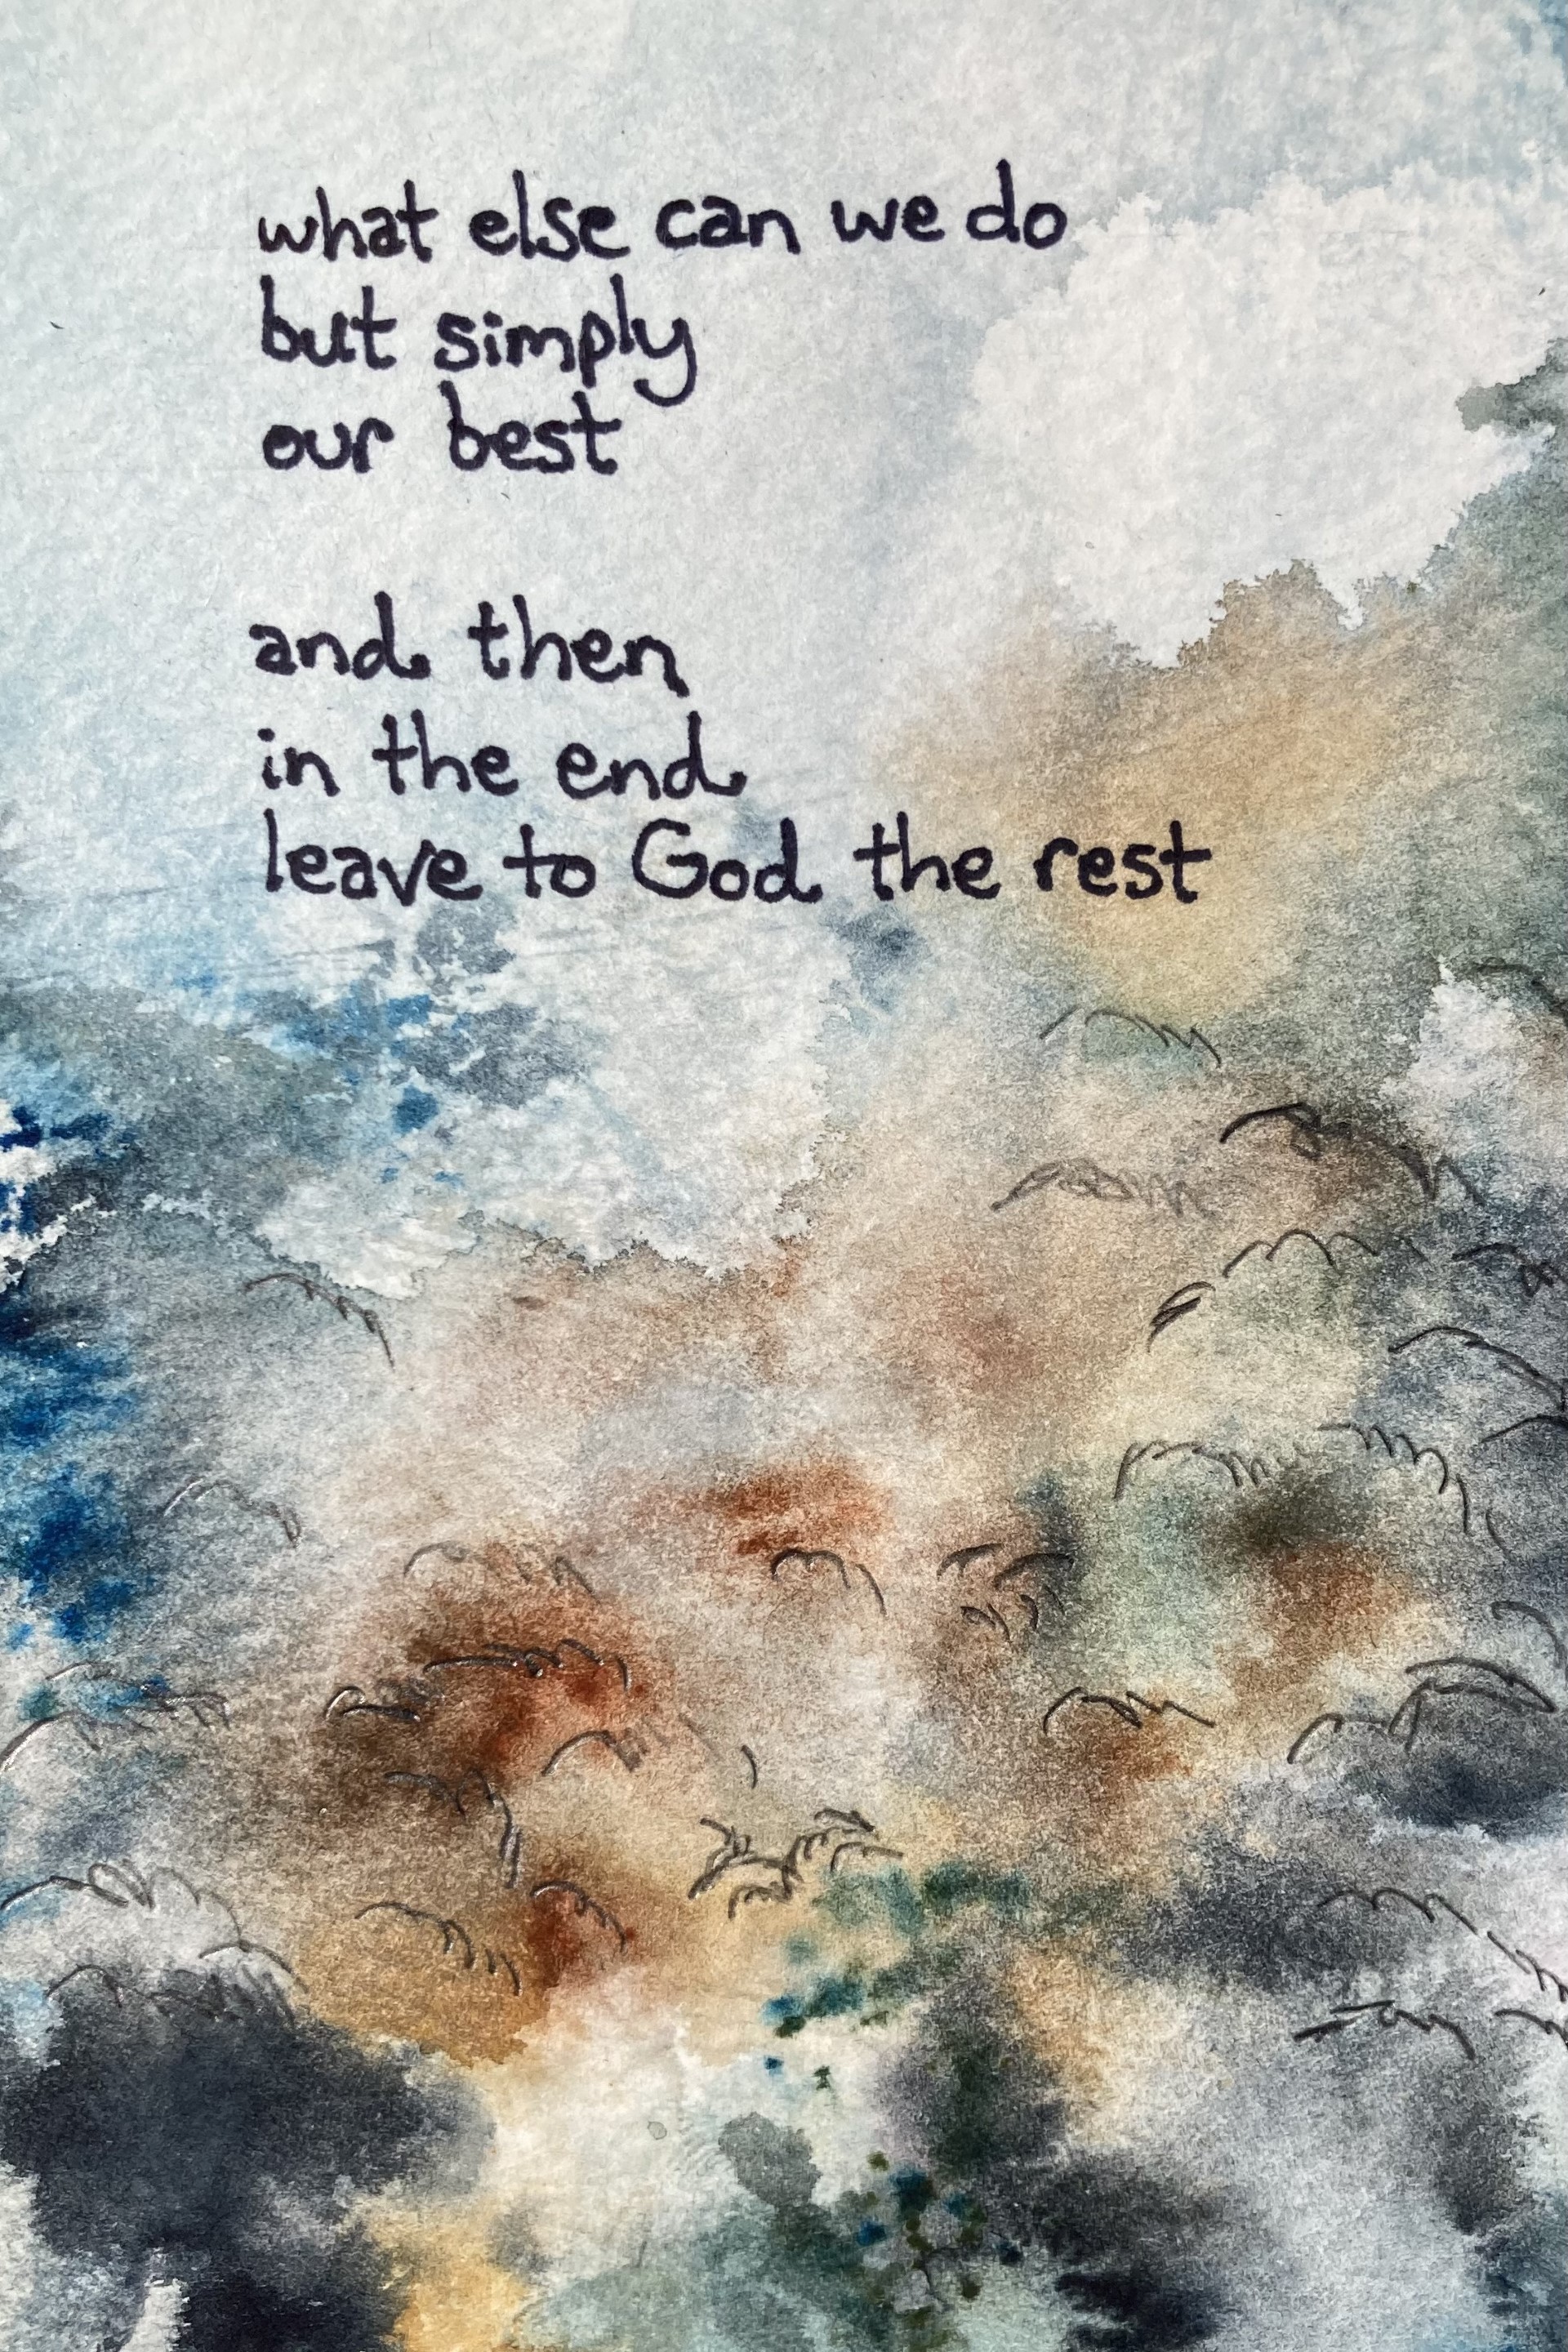 what else can we do
but simply
our best
and then
in the end
leave to God the rest